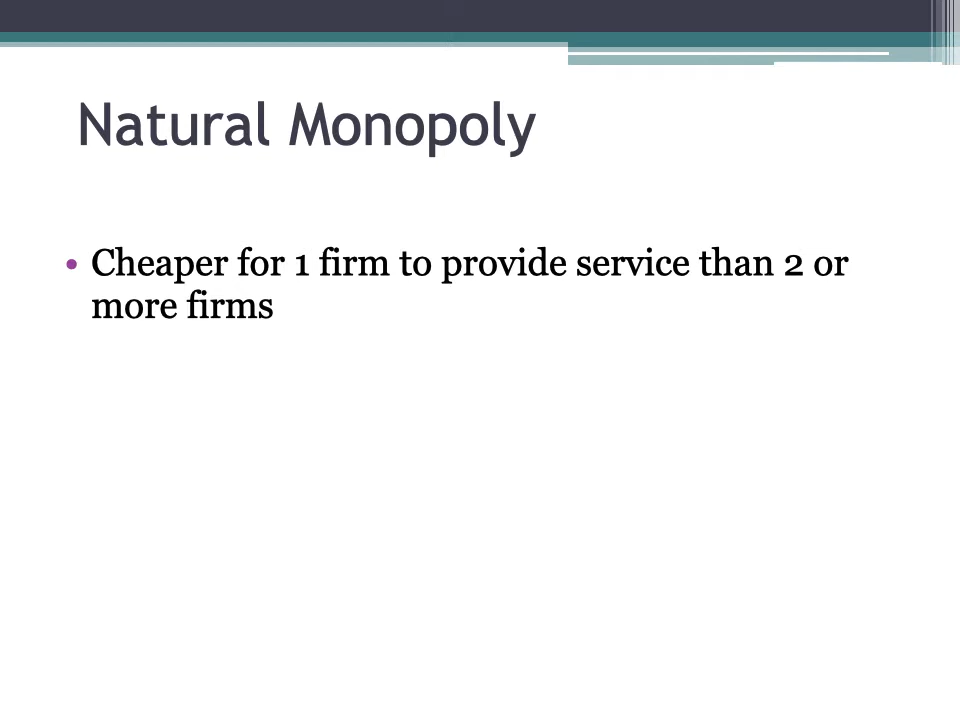 Natural Monopoly
• Cheaper for 1 firm to provide service than 2 or
more firms